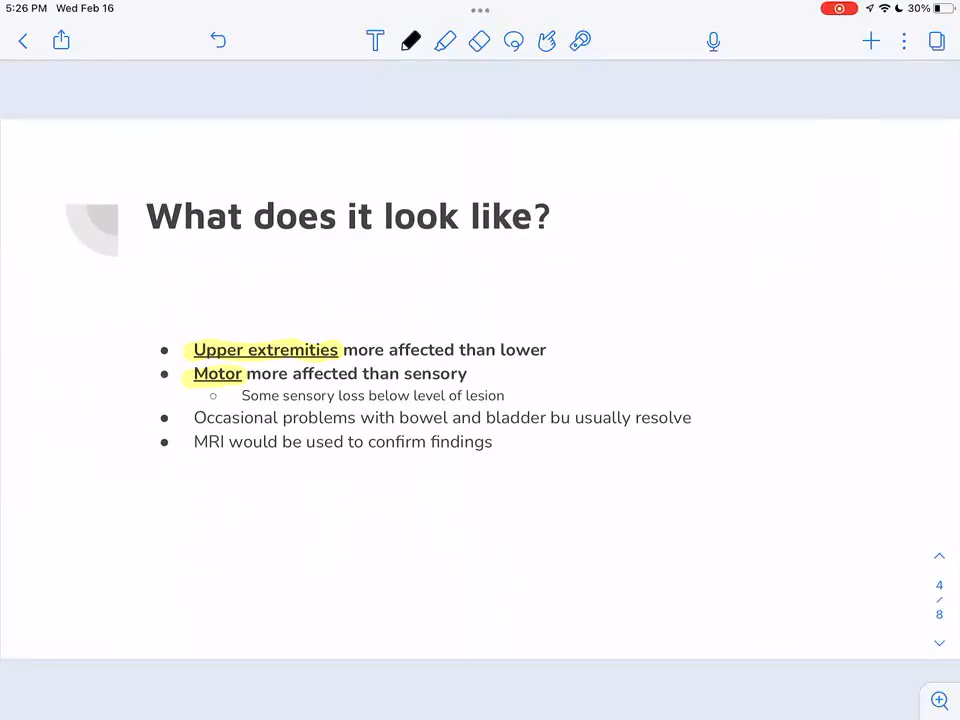 5:26 PM Wed Feb 16
30%
What does it look like?
Upper extremities more affected than lower
Motor more affected than sensory
Some sensory loss below level of lesion
Occasional problems with bowel and bladder bu usually resolve
MRI would be used to confirm findings
4
/
8